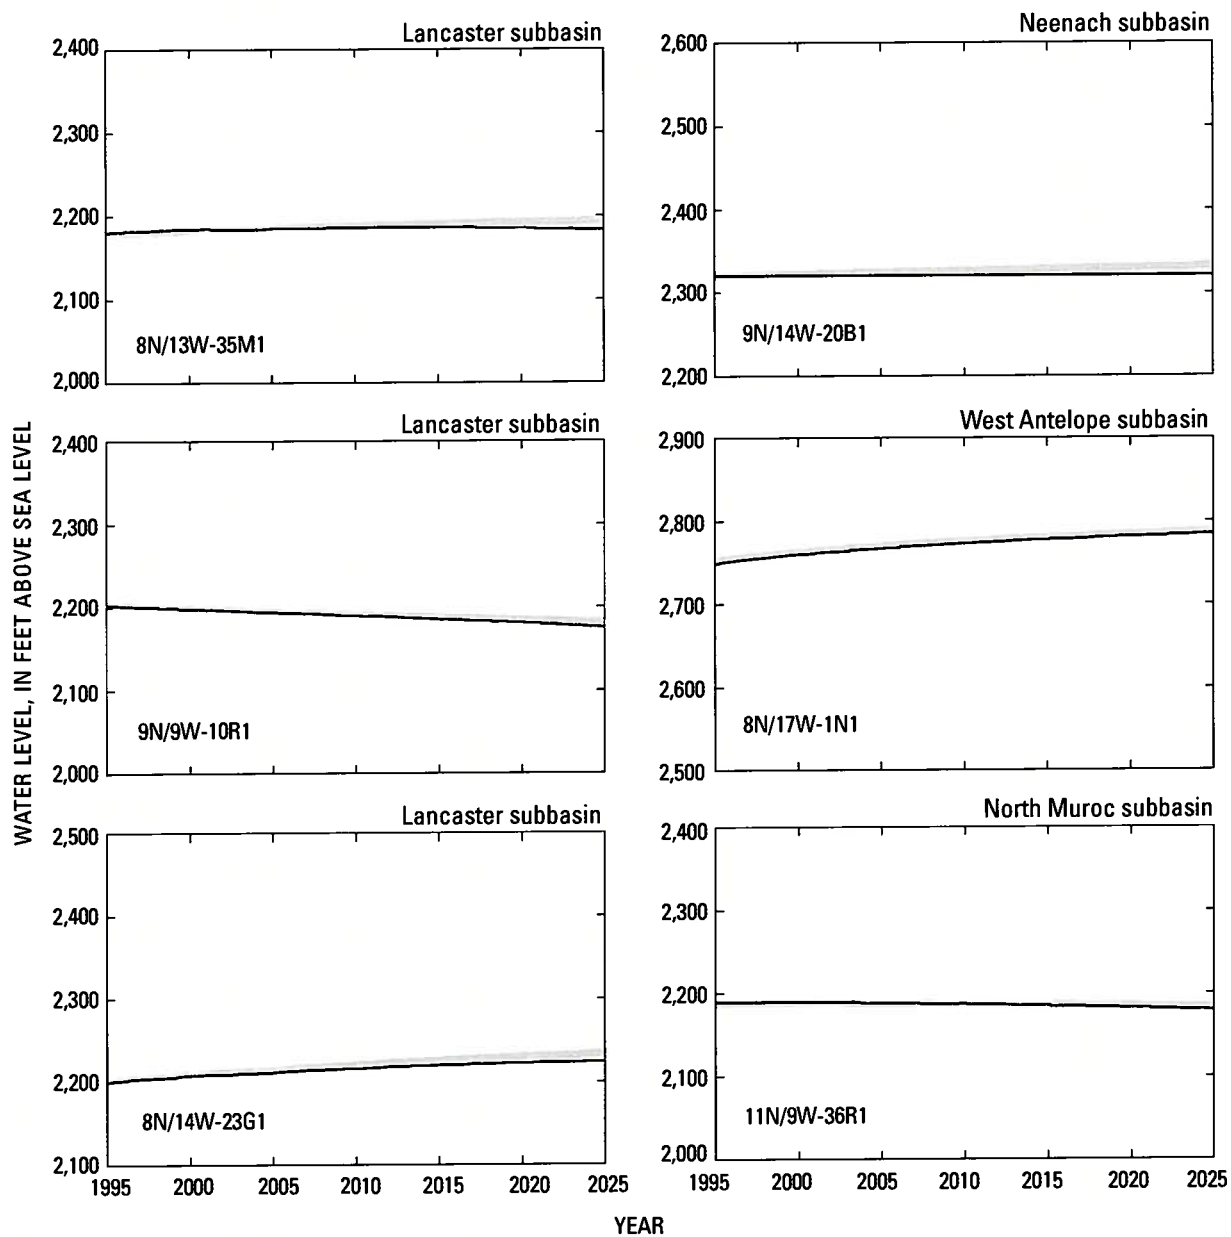 Lancaster subbasin
2,400
2,300
2,200
2,100
2,000
8N/13W-35M1
Neenach subbasin
2,600
2,500
2,400
2,300
2,200
9N/14W-20B1
WATER LEVEL, IN FEET ABOVE SEA LEVEL
Lancaster subbasin
2,400
2,300
2,200
2,100
2,000
9N/9W-10R1
West Antelope subbasin
2,900
2,800
2,700
2,600
2,500
8N/17W-1N1
Lancaster subbasin
2,500
2,400
2,300
2,200
2,100
8N/14W-23G1
1995 2000 2005 2010 2015 2020 2025
North Muroc subbasin
2,400
2,300
2,200
2,100
2,000
11N/9W-36R1
1995 2000 2005 2010 2015 2020 2025
YEAR